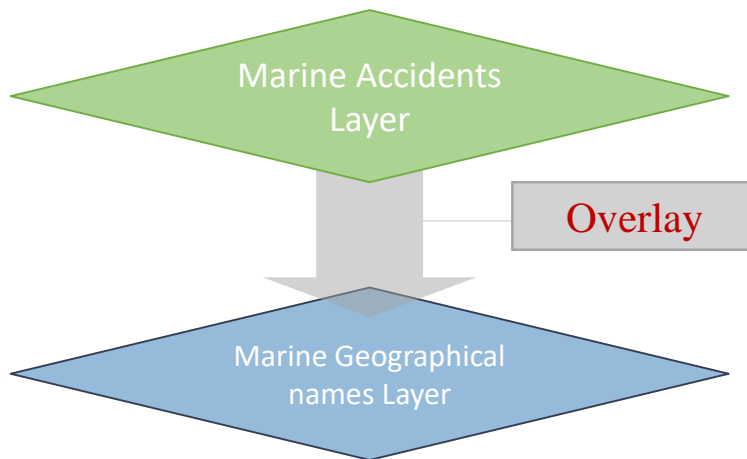 Marine Accidents
Layer
Overlay
Marine Geographical
names Layer